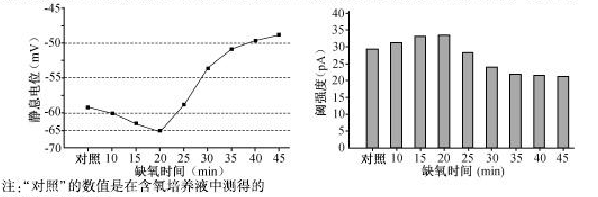 -45
-50
-55
-60
-65
-70
静息电位(mV)
对照 10 15 20 25 30 35 40 45
缺氧时间(min)
40
35
30
25
20
15
10
5
0
阈强度(pA)
对照 10 15 20 25 30 35 40 45
缺氧时间 (min)
注:“对照”的数值是在含氧培养液中测得的